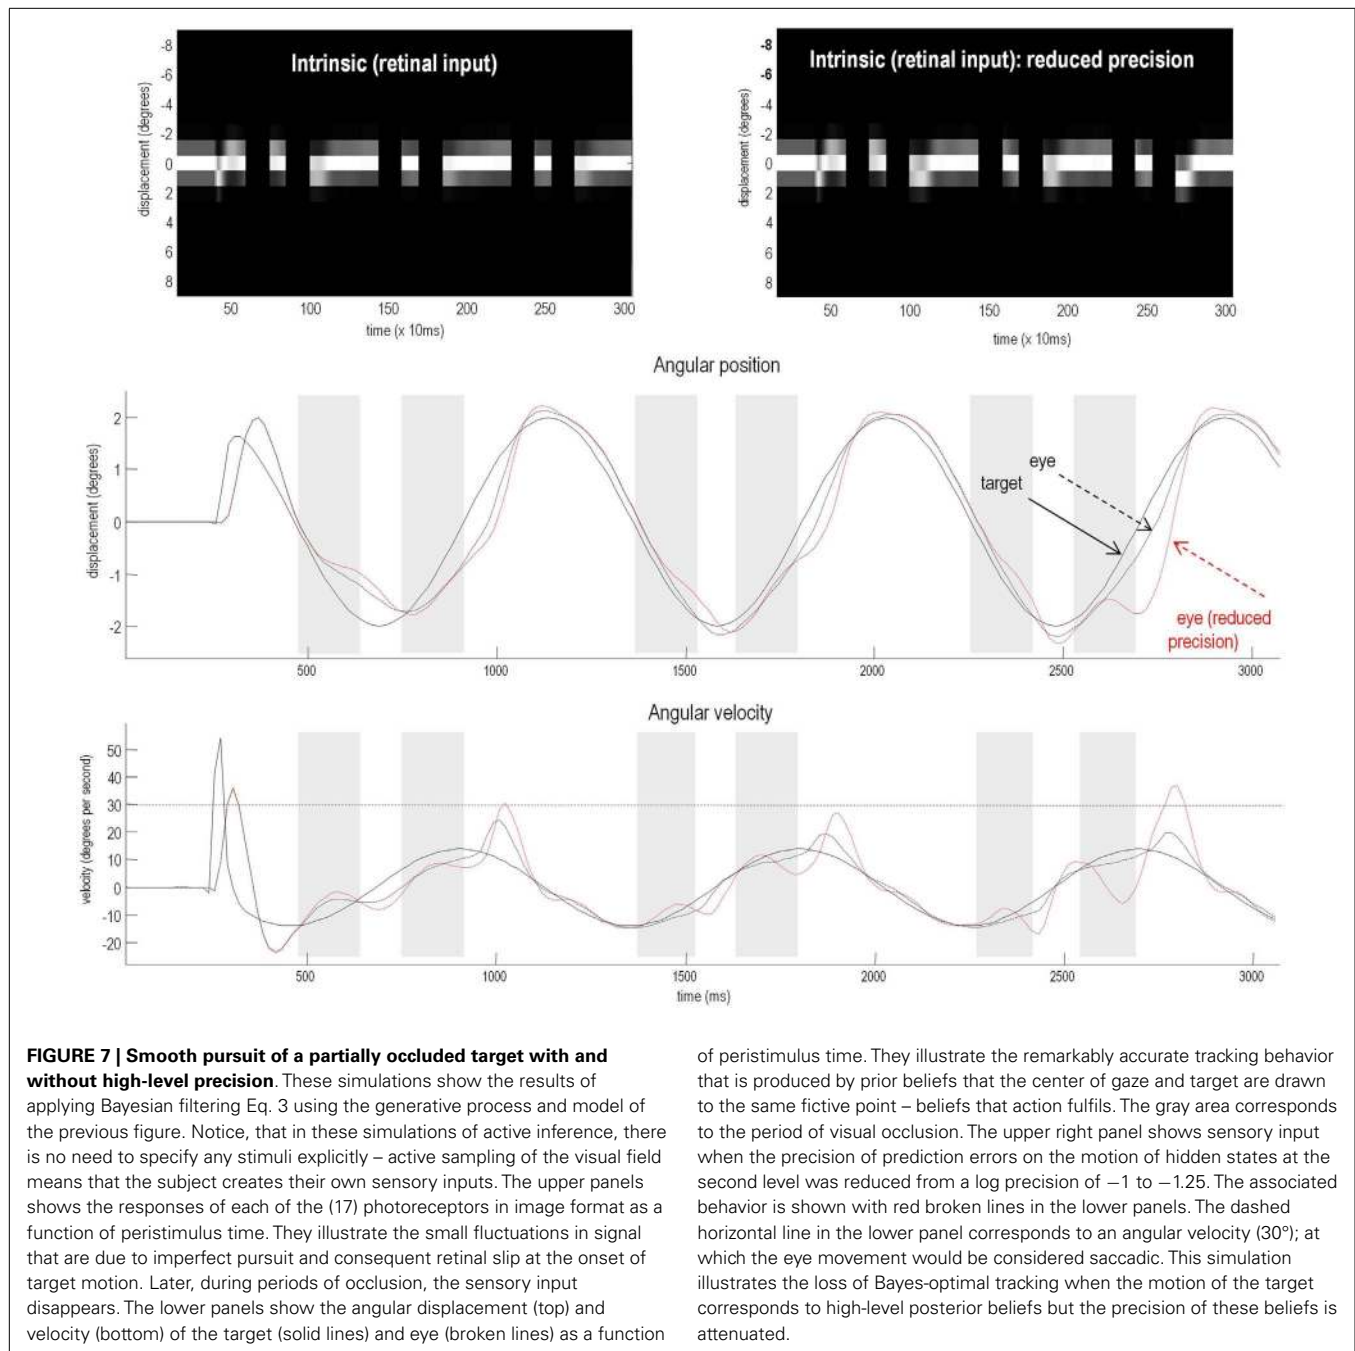 Intrinsic (retinal input)
displacement (degrees)
-8
-6
-4
-2
0
2
4
6
8
50 100 150 200 250 300
time (x 10ms)
Intrinsic (retinal input): reduced precision
displacement (degrees)
-8
-6
-4
-2
0
2
4
6
8
50 100 150 200 250 300
time (x 10ms)
Angular position
displacement (degrees)
2
1
0
-1
-2
eye
target
eye (reduced
precision)
500 1000 1500 2000 2500 3000
Angular velocity
velocity (degrees per second)
50
40
30
20
10
0
-10
-20
500 1000 1500 2000 2500 3000
time (ms)
FIGURE 7 | Smooth pursuit of a partially occluded target with and
without high-level precision. These simulations show the results of
applying Bayesian filtering Eq. 3 using the generative process and model of
the previous figure. Notice, that in these simulations of active inference, there
is no need to specify any stimuli explicitly – active sampling of the visual field
means that the subject creates their own sensory inputs. The upper panels
shows the responses of each of the (17) photoreceptors in image format as a
function of peristimulus time. They illustrate the small fluctuations in signal
that are due to imperfect pursuit and consequent retinal slip at the onset of
target motion. Later, during periods of occlusion, the sensory input
disappears. The lower panels show the angular displacement (top) and
velocity (bottom) of the target (solid lines) and eye (broken lines) as a function
of peristimulus time. They illustrate the remarkably accurate tracking behavior
that is produced by prior beliefs that the center of gaze and target are drawn
to the same fictive point – beliefs that action fulfils. The gray area corresponds
to the period of visual occlusion. The upper right panel shows sensory input
when the precision of prediction errors on the motion of hidden states at the
second level was reduced from a log precision of −1 to −1.25. The associated
behavior is shown with red broken lines in the lower panels. The dashed
horizontal line in the lower panel corresponds to an angular velocity (30°); at
which the eye movement would be considered saccadic. This simulation
illustrates the loss of Bayes-optimal tracking when the motion of the target
corresponds to high-level posterior beliefs but the precision of these beliefs is
attenuated.